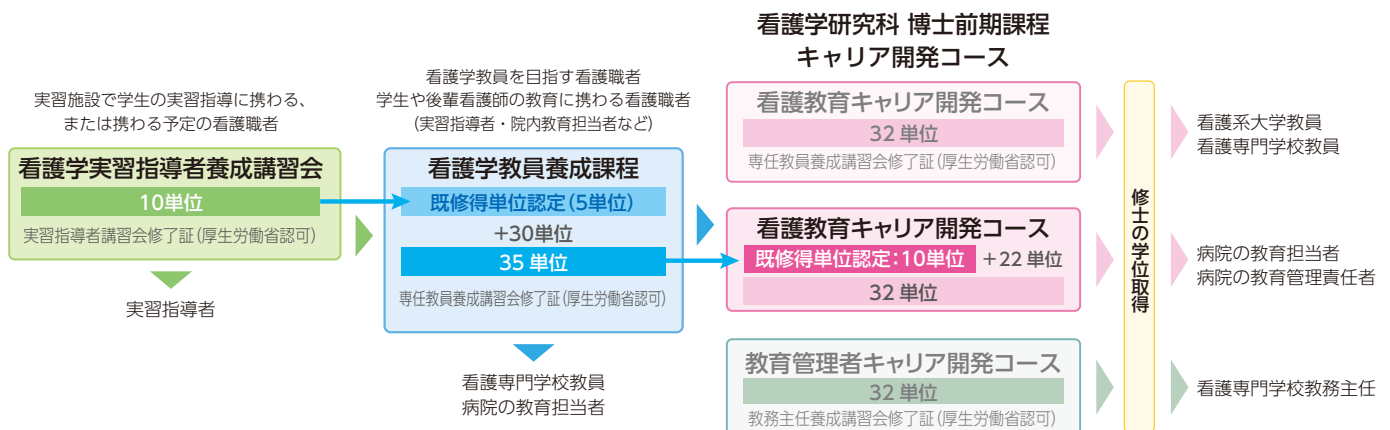 看護学研究科 博士前期課程
キャリア開発コース
実習施設で学生の実習指導に携わる、
または携わる予定の看護職者
看護学実習指導者養成講習会
10単位
実習指導者講習会修了証(厚生労働省認可)
実習指導者
看護学教員を目指す看護職者
学生や後輩看護師の教育に携わる看護職者
(実習指導者・院内教育担当者など)
看護学教員養成課程
既修得単位認定(5単位)
+30単位
35 単位
専任教員養成講習会修了証(厚生労働省認可)
看護専門学校教員
病院の教育担当者
看護教育キャリア開発コース
32 単位
専任教員養成講習会修了証(厚生労働省認可)
看護教育キャリア開発コース
既修得単位認定:10単位 +22 単位
32 単位
教育管理者キャリア開発コース
32 単位
教務主任養成講習会修了証(厚生労働省認可)
修士の学位取得
看護系大学教員
看護専門学校教員
病院の教育担当者
病院の教育管理責任者
看護専門学校教務主任